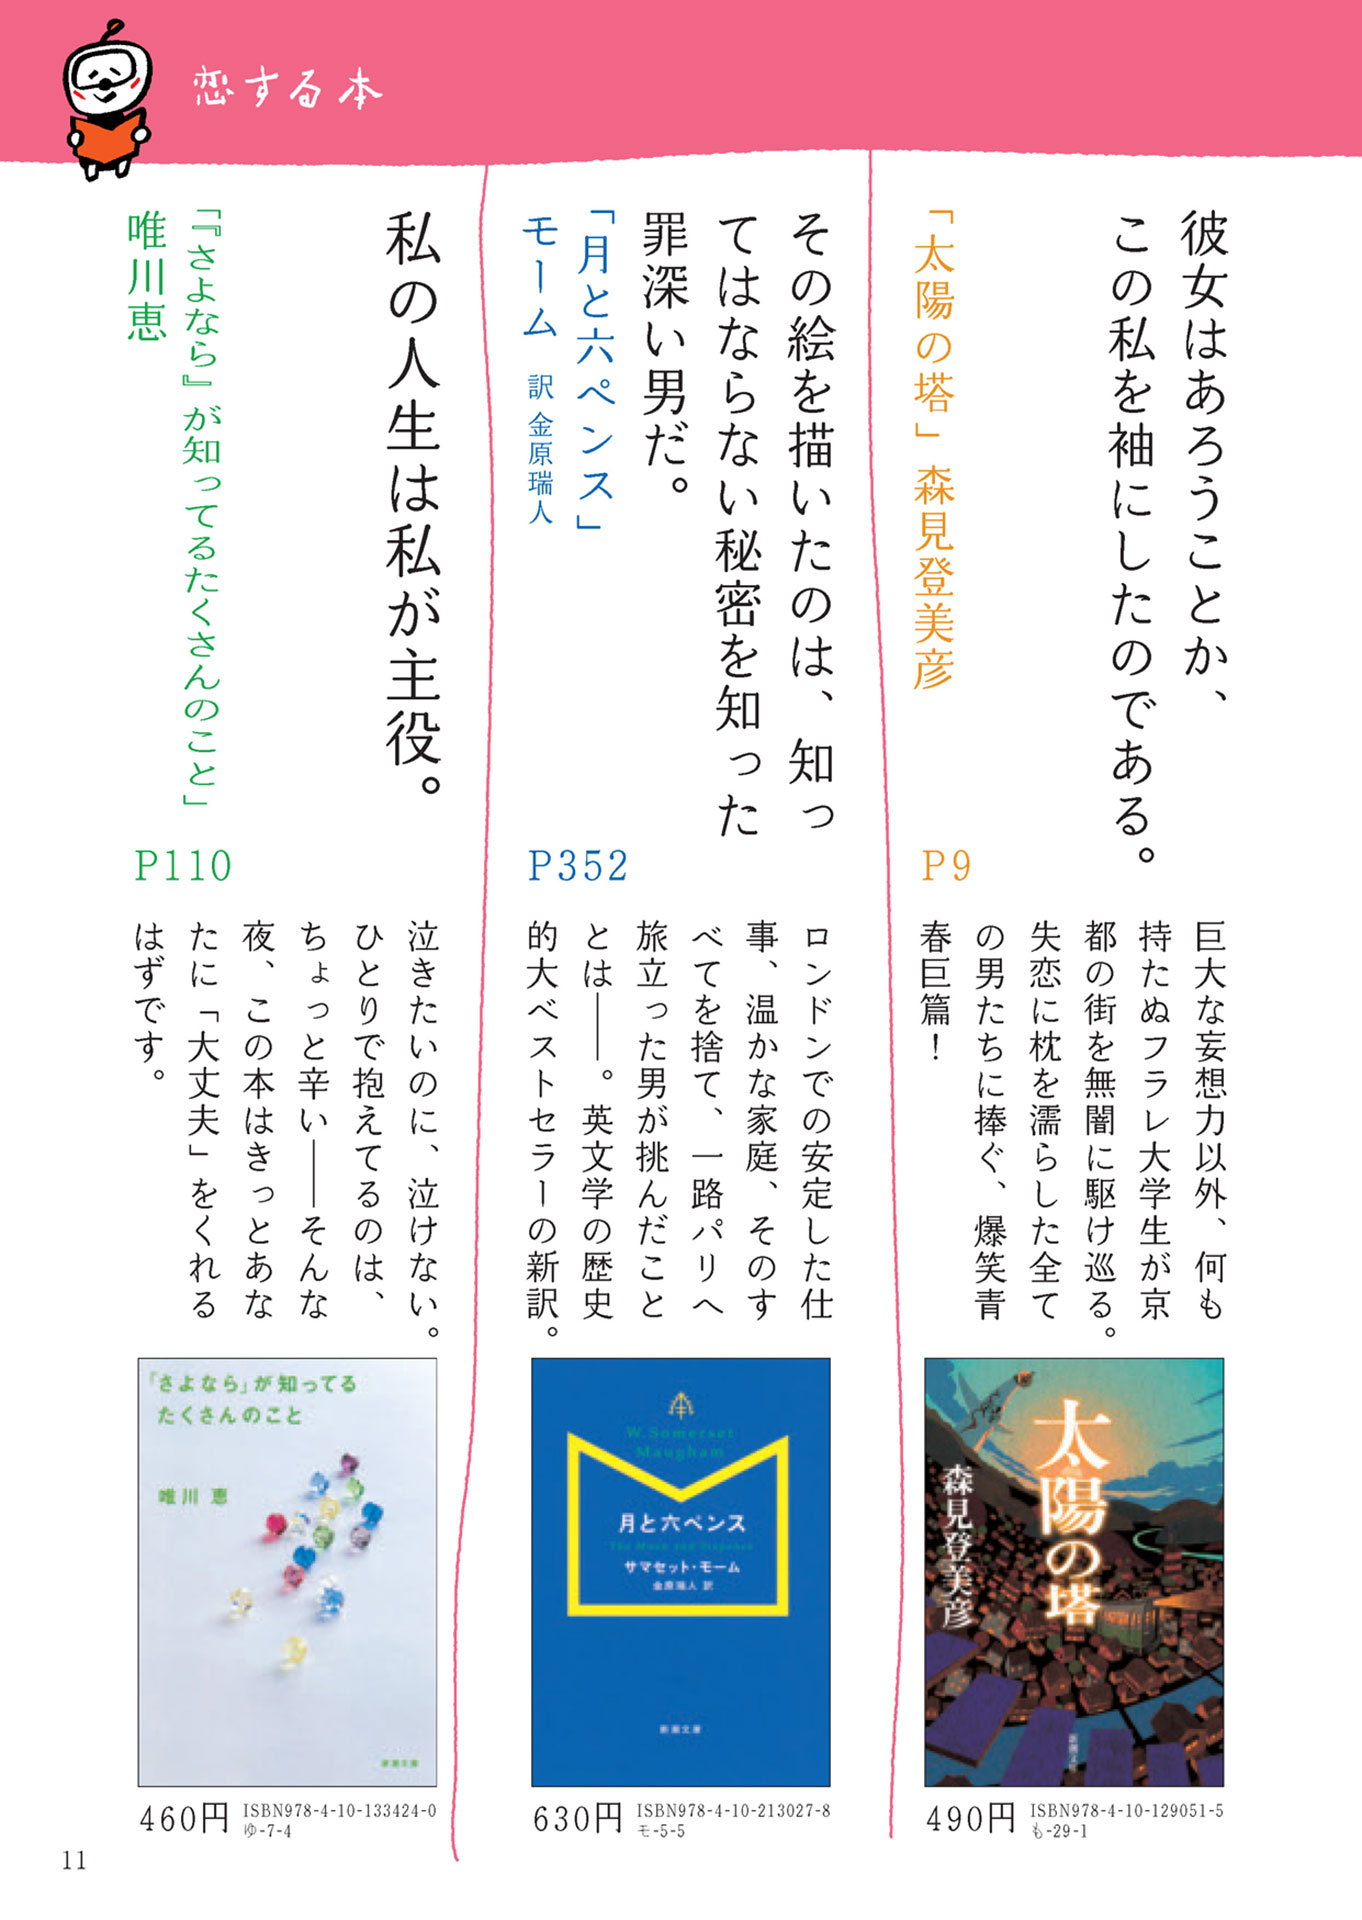 恋する本
彼女はあろうことか、
この私を袖にしたのである。
「太陽の塔」森見登美彦
P9
巨大な妄想力以外、何も
持たぬフラレ大学生が京
都の街を無闇に駆け巡る。
失恋に枕を濡らした全て
の男たちに捧ぐ、爆笑青
春巨篇！
太陽の塔
森見登美彦
新潮文庫
490円
ISBN978-4-10-129051-5
も-29-1
その絵を描いたのは、知っ
てはならない秘密を知った
罪深い男だ。
「月と六ペンス」
モーム 訳 金原瑞人
P352
ロンドンでの安定した仕
事、温かな家庭、そのす
べてを捨て、一路パリへ
旅立った男が挑んだこと
とは――。英文学の歴史
的大ベストセラーの新訳。
W. Somerset
Maugham
月と六ペンス
The Moon and Sixpence
サマセット・モーム
金原瑞人 訳
新潮文庫
630円
ISBN978-4-10-213027-8
モ-5-5
私の人生は私が主役。
「『さよなら』が知ってるたくさんのこと」
唯川恵
P110
泣きたいのに、泣けない。
ひとりで抱えてるのは、
ちょっと辛い――そんな
夜、この本はきっとあな
たに「大丈夫」をくれる
はずです。
「さよなら」が知ってる
たくさんのこと
唯川 恵
新潮文庫
460円
ISBN978-4-10-133424-0
ゆ-7-4
11